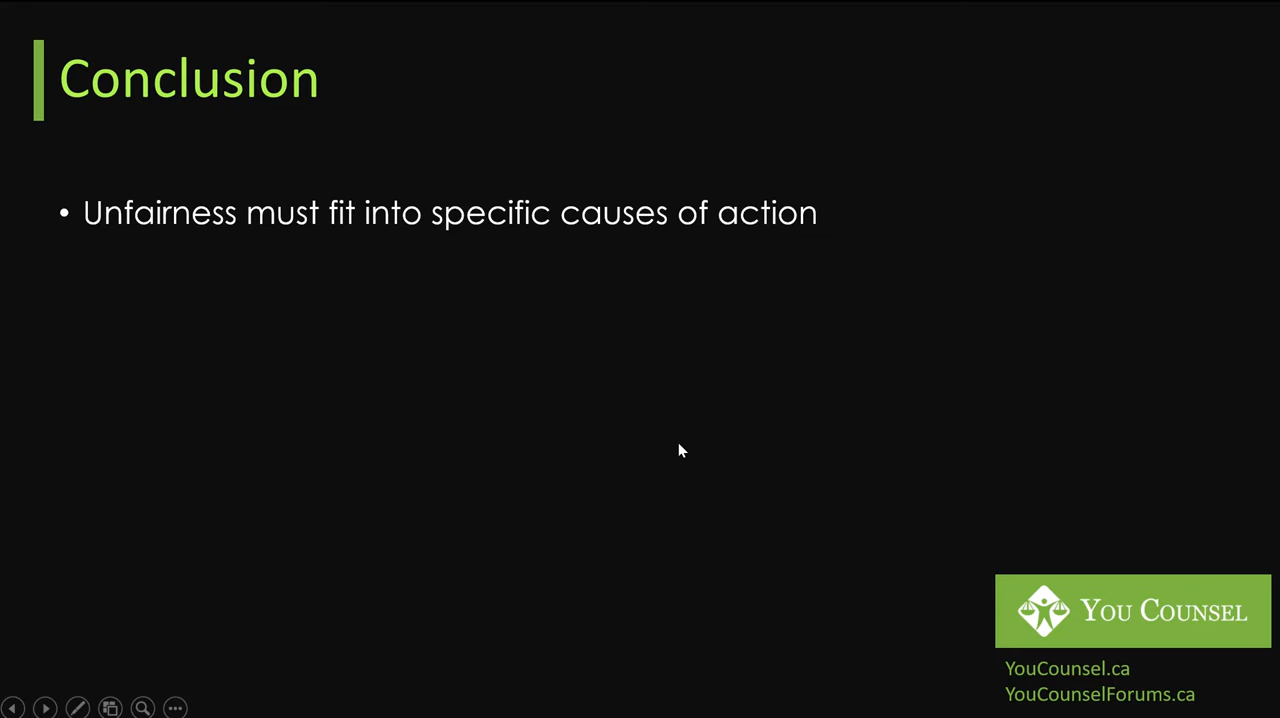 Conclusion
• Unfairness must fit into specific causes of action
YOU COUNSEL
YouCounsel.ca
YouCounselForums.ca